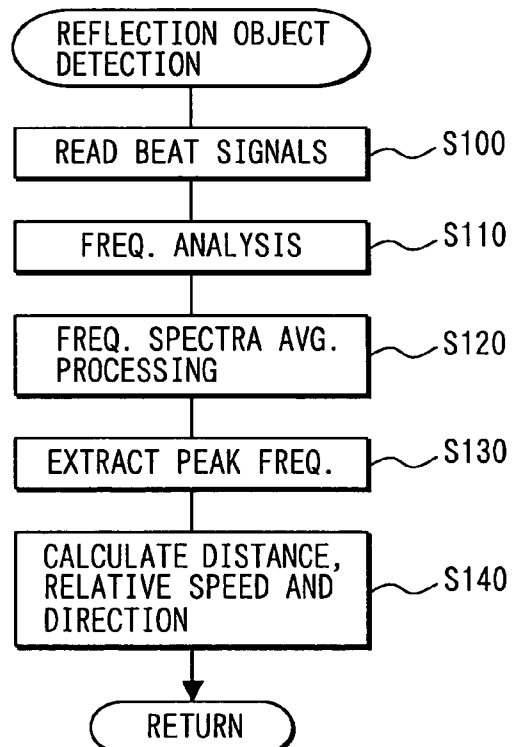 REFLECTION OBJECT
DETECTION
READ BEAT SIGNALS
S100
FREQ. ANALYSIS
S110
FREQ. SPECTRA AVG.
PROCESSING
S120
EXTRACT PEAK FREQ.
S130
CALCULATE DISTANCE,
RELATIVE SPEED AND
DIRECTION
S140
RETURN